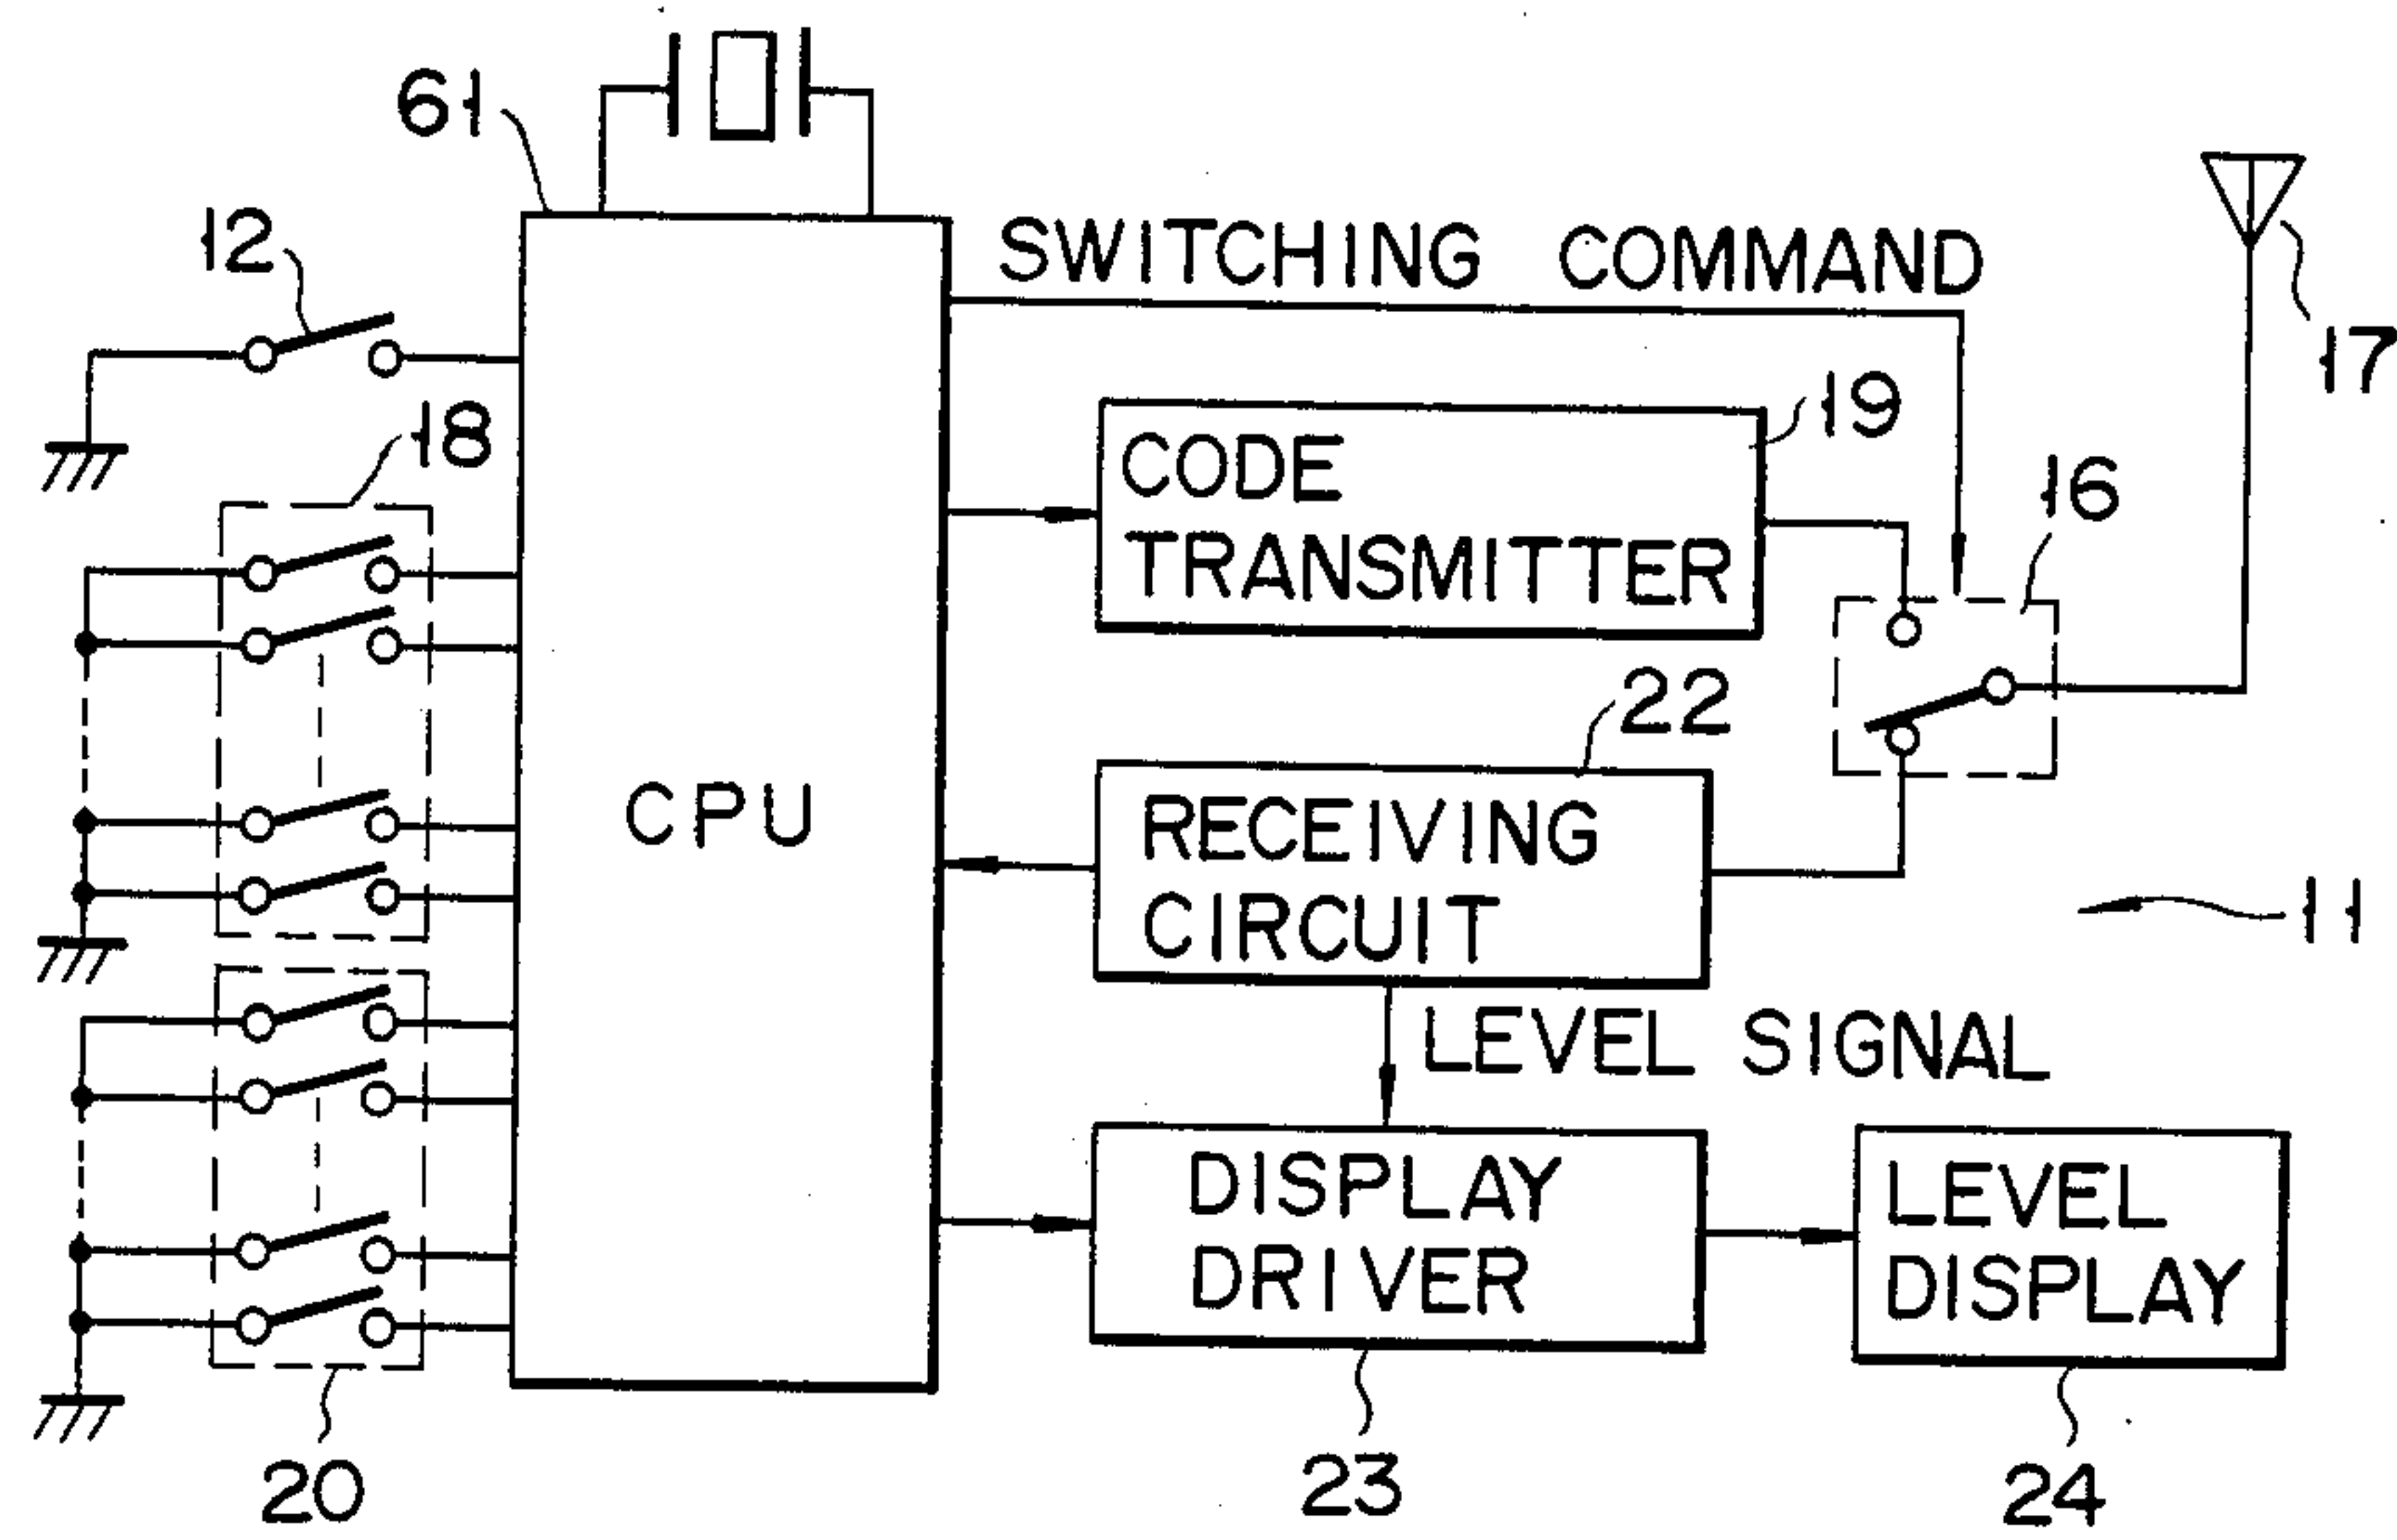 61
12
SWITCHING COMMAND
17
18
19
CODE
TRANSMITTER
16
22
CPU
RECEIVING
CIRCUIT
11
LEVEL SIGNAL
DISPLAY
DRIVER
LEVEL
DISPLAY
20
23
24